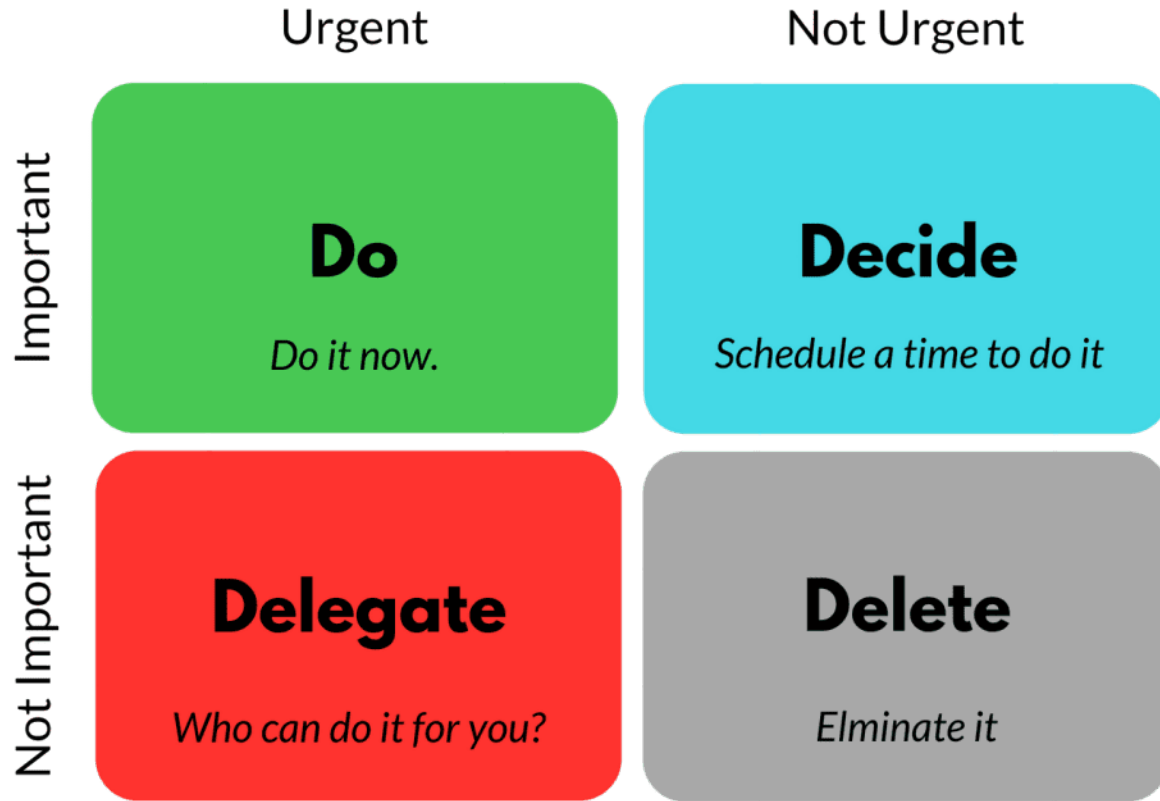 Urgent
Not Urgent
Important
Do
Do it now.
Decide
Schedule a time to do it
Not Important
Delegate
Who can do it for you?
Delete
Elminate it